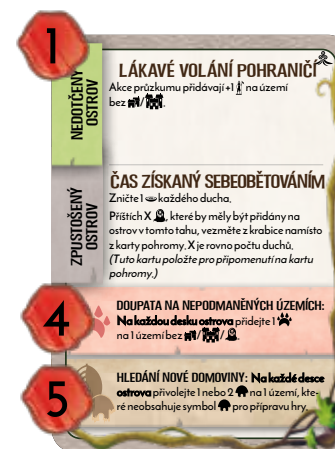 1
NEDOTČENÝ
OSTROV
LÁKAVÉ VOLÁNÍ POHRANIČÍ
Akce průzkumu přidávají +1 na území
bez / .
ZPUSTOŠENÝ
OSTROV
ČAS ZÍSKANÝ SEBEOBĚTOVÁNÍM
Zničte 1 každého ducha.
Příštích X , které by měly být přidány na
ostrov v tomto tahu, vezměte z krabice namísto
z karty pohromy. X je rovno počtu duchů.
(Tuto kartu položte pro připomenutí na kartu
pohromy.)
4
DOUPATA NA NEPODMANĚNÝCH ÚZEMÍCH:
Na každou desku ostrova přidejte 1
na 1 území bez / / .
5
HLEDÁNÍ NOVÉ DOMOVINY: Na každé desce
ostrova přivolejte 1 nebo 2 na 1 území, kte-
ré neobsahuje symbol pro přípravu hry.